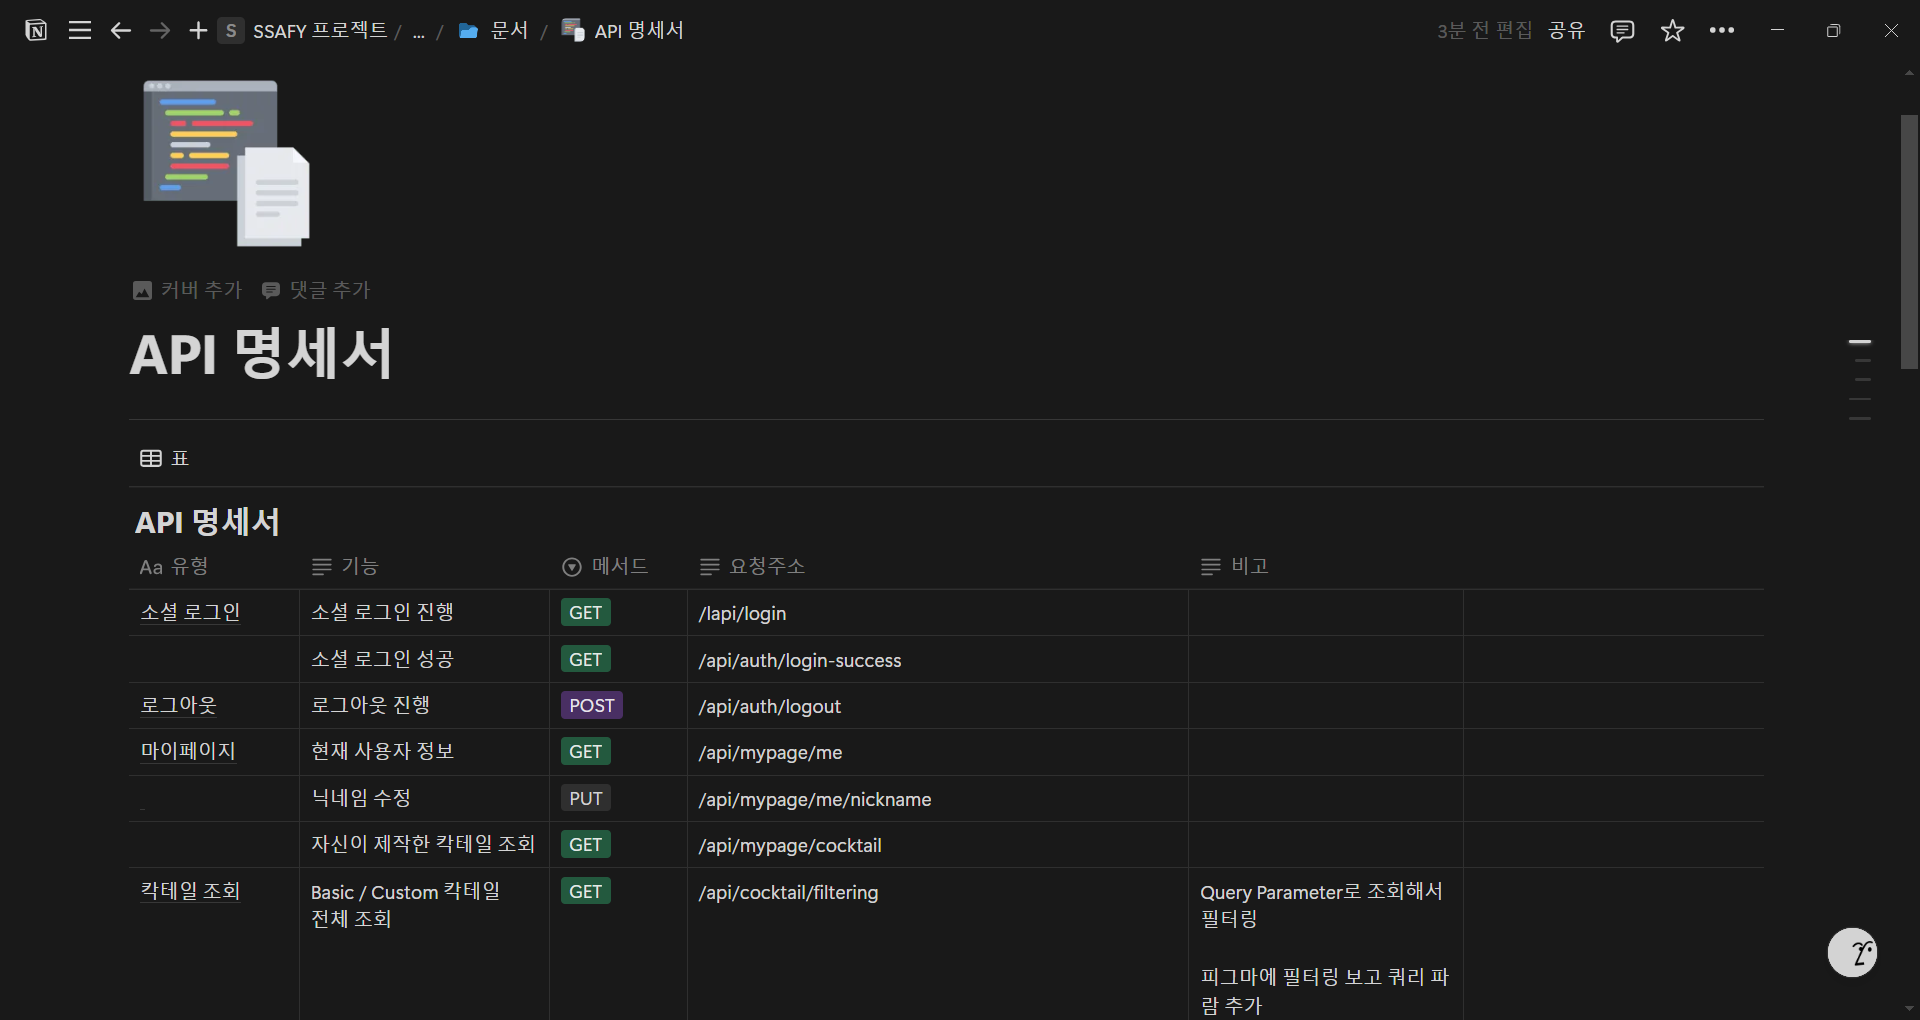 S SSAFY 프로젝트 / ... / 문서 / API 명세서 3분 전 편집 공유
커버 추가 댓글 추가
API 명세서
표
API 명세서
Aa 유형 기능 메서드 요청주소 비고
소셜 로그인 소셜 로그인 진행 GET /lapi/login
소셜 로그인 성공 GET /api/auth/login-success
로그아웃 로그아웃 진행 POST /api/auth/logout
마이페이지 현재 사용자 정보 GET /api/mypage/me
닉네임 수정 PUT /api/mypage/me/nickname
자신이 제작한 칵테일 조회 GET /api/mypage/cocktail
칵테일 조회 Basic / Custom 칵테일 GET /api/cocktail/filtering Query Parameter로 조회해서
전체 조회 필터링
피그마에 필터링 보고 쿼리 파
람 추가